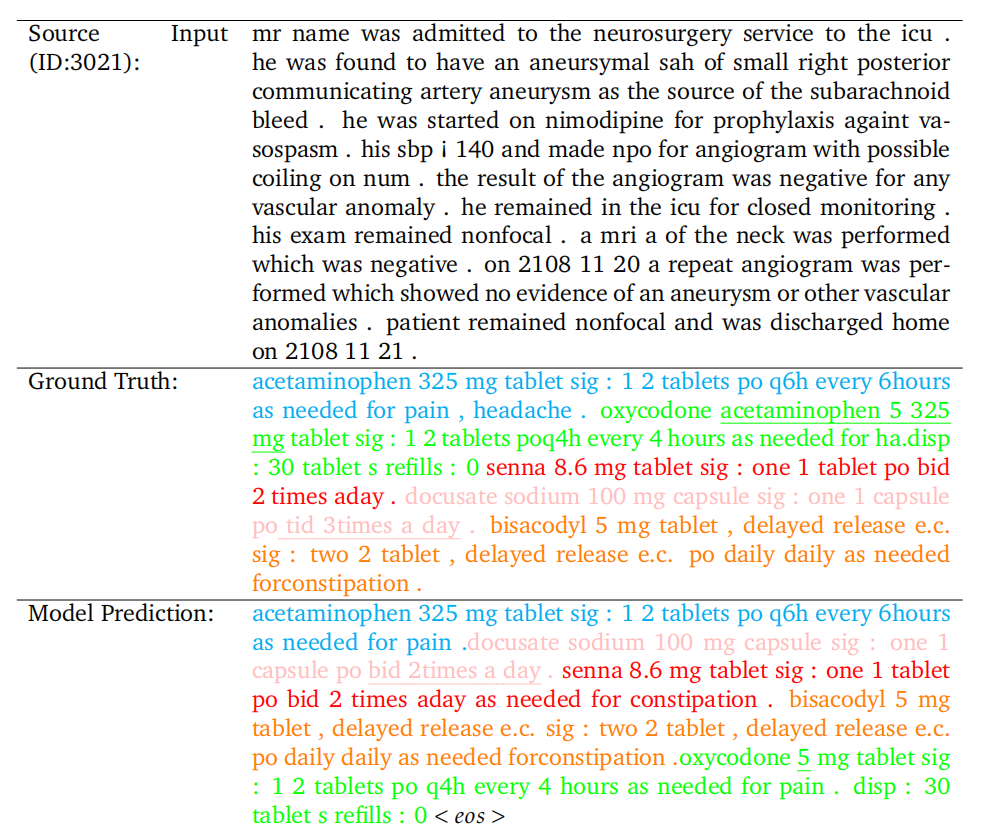 Source Input mr name was admitted to the neurosurgery service to the icu .
(ID:3021): he was found to have an aneursymal sah of small right posterior
communicating artery aneurysm as the source of the subarachnoid
bleed . he was started on nimodipine for prophylaxis againt va-
sospasm . his sbp ¡ 140 and made npo for angiogram with possible
coiling on num . the result of the angiogram was negative for any
vascular anomaly . he remained in the icu for closed monitoring .
his exam remained nonfocal . a mri a of the neck was performed
which was negative . on 2108 11 20 a repeat angiogram was per-
formed which showed no evidence of an aneurysm or other vascular
anomalies . patient remained nonfocal and was discharged home
on 2108 11 21 .
Ground Truth: acetaminophen 325 mg tablet sig : 1 2 tablets po q6h every 6hours
as needed for pain , headache . oxycodone acetaminophen 5 325
mg tablet sig : 1 2 tablets poq4h every 4 hours as needed for ha.disp
: 30 tablet s refills : 0 senna 8.6 mg tablet sig : one 1 tablet po bid
2 times aday . docusate sodium 100 mg capsule sig : one 1 capsule
po tid 3times a day . bisacodyl 5 mg tablet , delayed release e.c.
sig : two 2 tablet , delayed release e.c. po daily daily as needed
forconstipation .
Model Prediction: acetaminophen 325 mg tablet sig : 1 2 tablets po q6h every 6hours
as needed for pain .docusate sodium 100 mg capsule sig : one 1
capsule po bid 2times a day . senna 8.6 mg tablet sig : one 1 tablet
po bid 2 times aday as needed for constipation . bisacodyl 5 mg
tablet , delayed release e.c. sig : two 2 tablet , delayed release e.c.
po daily daily as needed forconstipation .oxycodone 5 mg tablet sig
: 1 2 tablets po q4h every 4 hours as needed for pain . disp : 30
tablet s refills : 0 < eos >